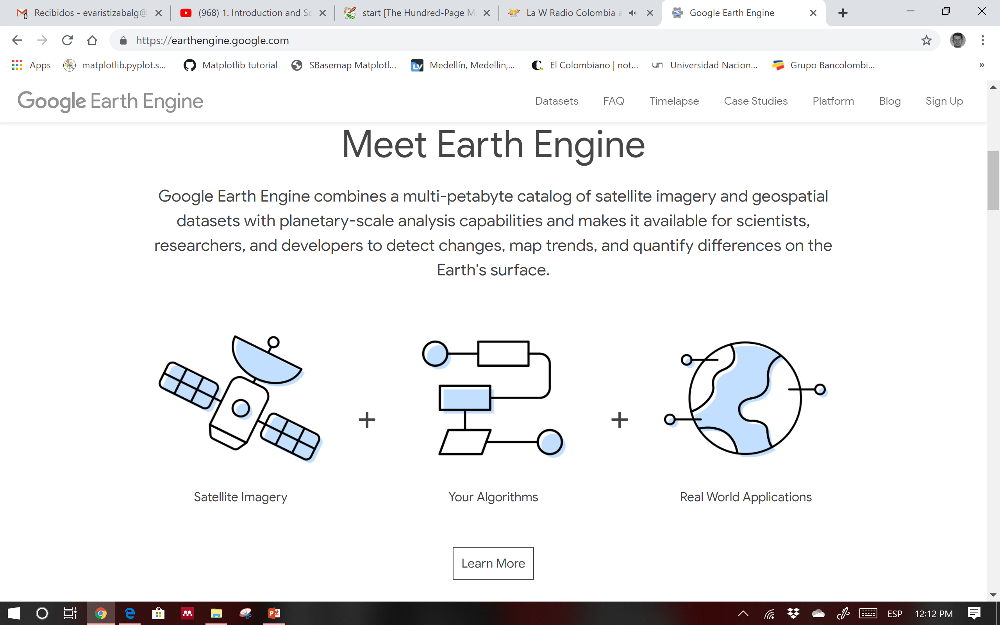 Recibidos - evaristizabalg@
(968) 1. Introduction and Sc
start [The Hundred-Page M
La W Radio Colombia a
Google Earth Engine
https://earthengine.google.com
Apps
matplotlib.pyplot.s...
Matplotlib tutorial
SBasemap Matplotl...
LV
Medellín, Medellin,...
C.
El Colombiano | not...
un
Universidad Nacion...
Grupo Bancolombi...
»
Google Earth Engine
Datasets
FAQ
Timelapse
Case Studies
Platform
Blog
Sign Up
Meet Earth Engine
Google Earth Engine combines a multi-petabyte catalog of satellite imagery and geospatial
datasets with planetary-scale analysis capabilities and makes it available for scientists,
researchers, and developers to detect changes, map trends, and quantify differences on the
Earth's surface.
+
+
Satellite Imagery
Your Algorithms
Real World Applications
Learn More
ESP
12:12 PM